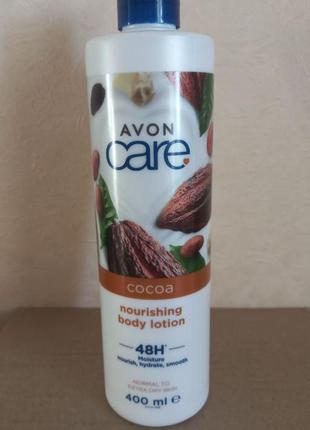 AVON
care
cocoa
nourishing
body lotion
48H*
Moisture
nourish, hydrate, smooth
NORMAL TO
EXTRA DRY SKIN
400 ml e